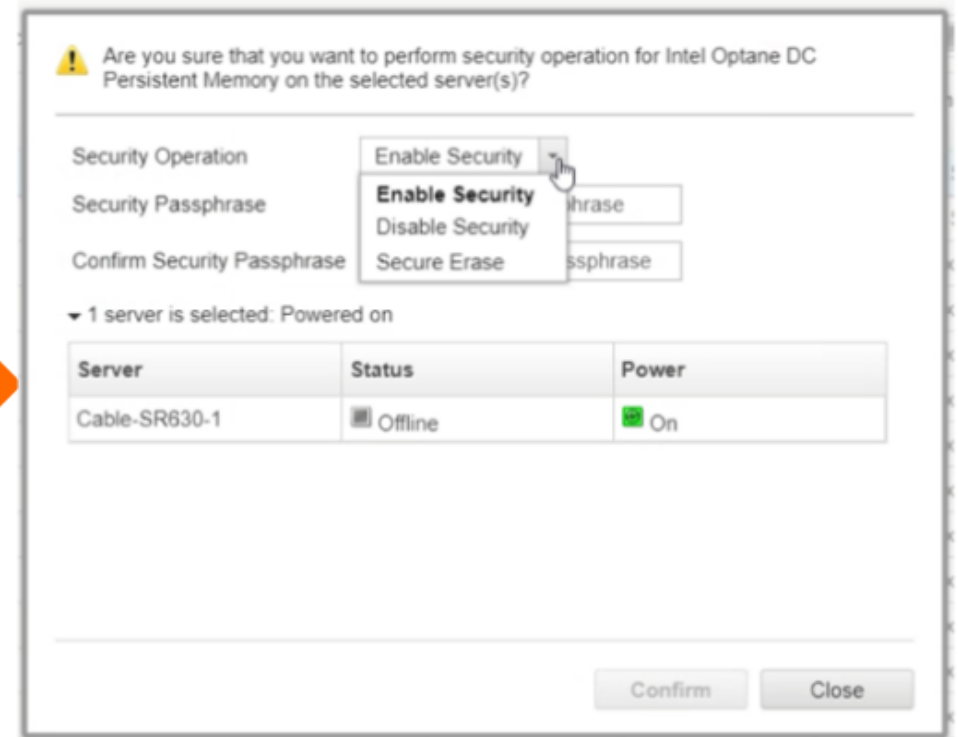 Are you sure that you want to perform security operation for Intel Optane DC
Persistent Memory on the selected server(s)?
Security Operation Enable Security
Enable Security
Security Passphrase phrase
Disable Security
Confirm Security Passphrase ssphrase
Secure Erase
1 server is selected: Powered on
Server Status Power
Cable-SR630-1 Offline On
Confirm Close